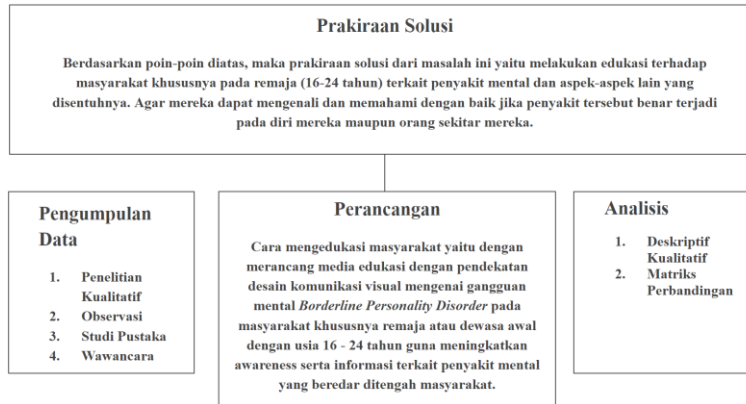 Prakiraan Solusi
Berdasarkan poin-poin diatas, maka prakiraan solusi dari masalah ini yaitu melakukan edukasi terhadap
masyarakat khususnya pada remaja (16-24 tahun) terkait penyakit mental dan aspek-aspek lain yang
disentuhnya. Agar mereka dapat mengenali dan memahami dengan baik jika penyakit tersebut benar terjadi
pada diri mereka maupun orang sekitar mereka.
Pengumpulan
Data
1. Penelitian
Kualitatif
2. Observasi
3. Studi Pustaka
4. Wawancara
Perancangan
Cara mengedukasi masyarakat yaitu dengan
merancang media edukasi dengan pendekatan
desain komunikasi visual mengenai gangguan
mental Borderline Personality Disorder pada
masyarakat khususnya remaja atau dewasa awal
dengan usia 16 - 24 tahun guna meningkatkan
awareness serta informasi terkait penyakit mental
yang beredar ditengah masyarakat.
Analisis
1. Deskriptif
Kualitatif
2. Matriks
Perbandingan